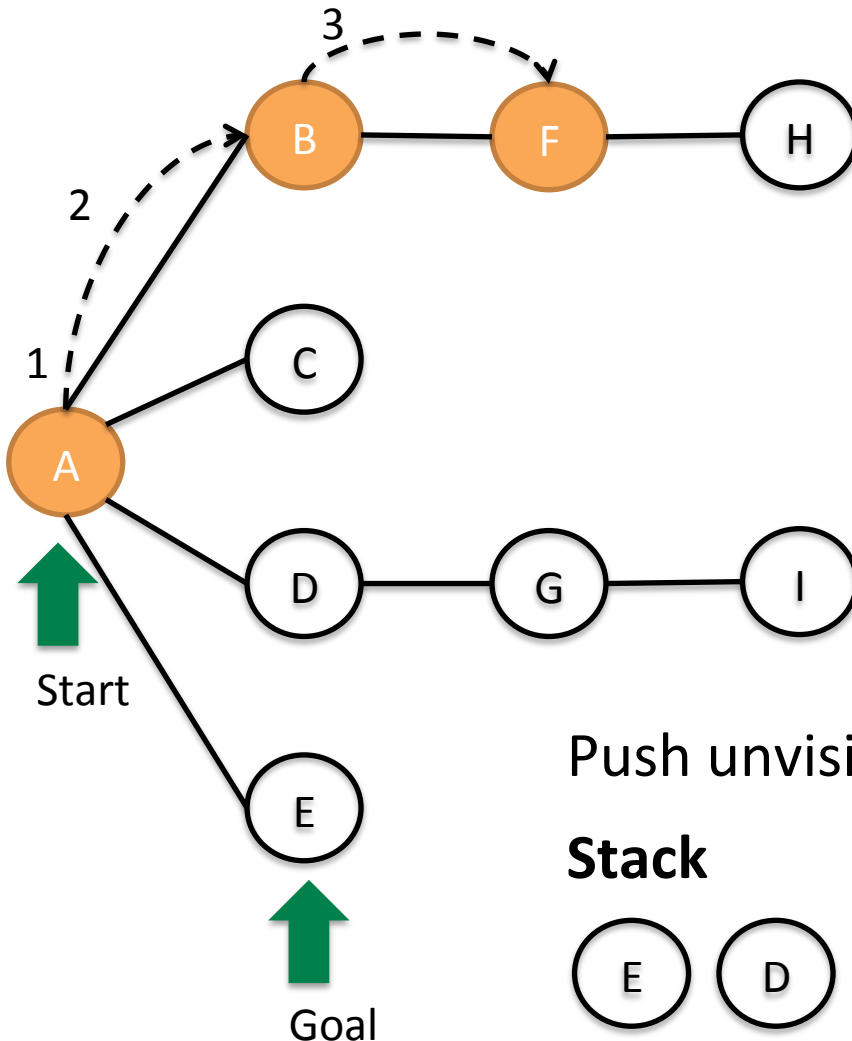 3
B F H
2
1
C
A
D G I
Start
E
Push unvisi
Stack
E D
Goal